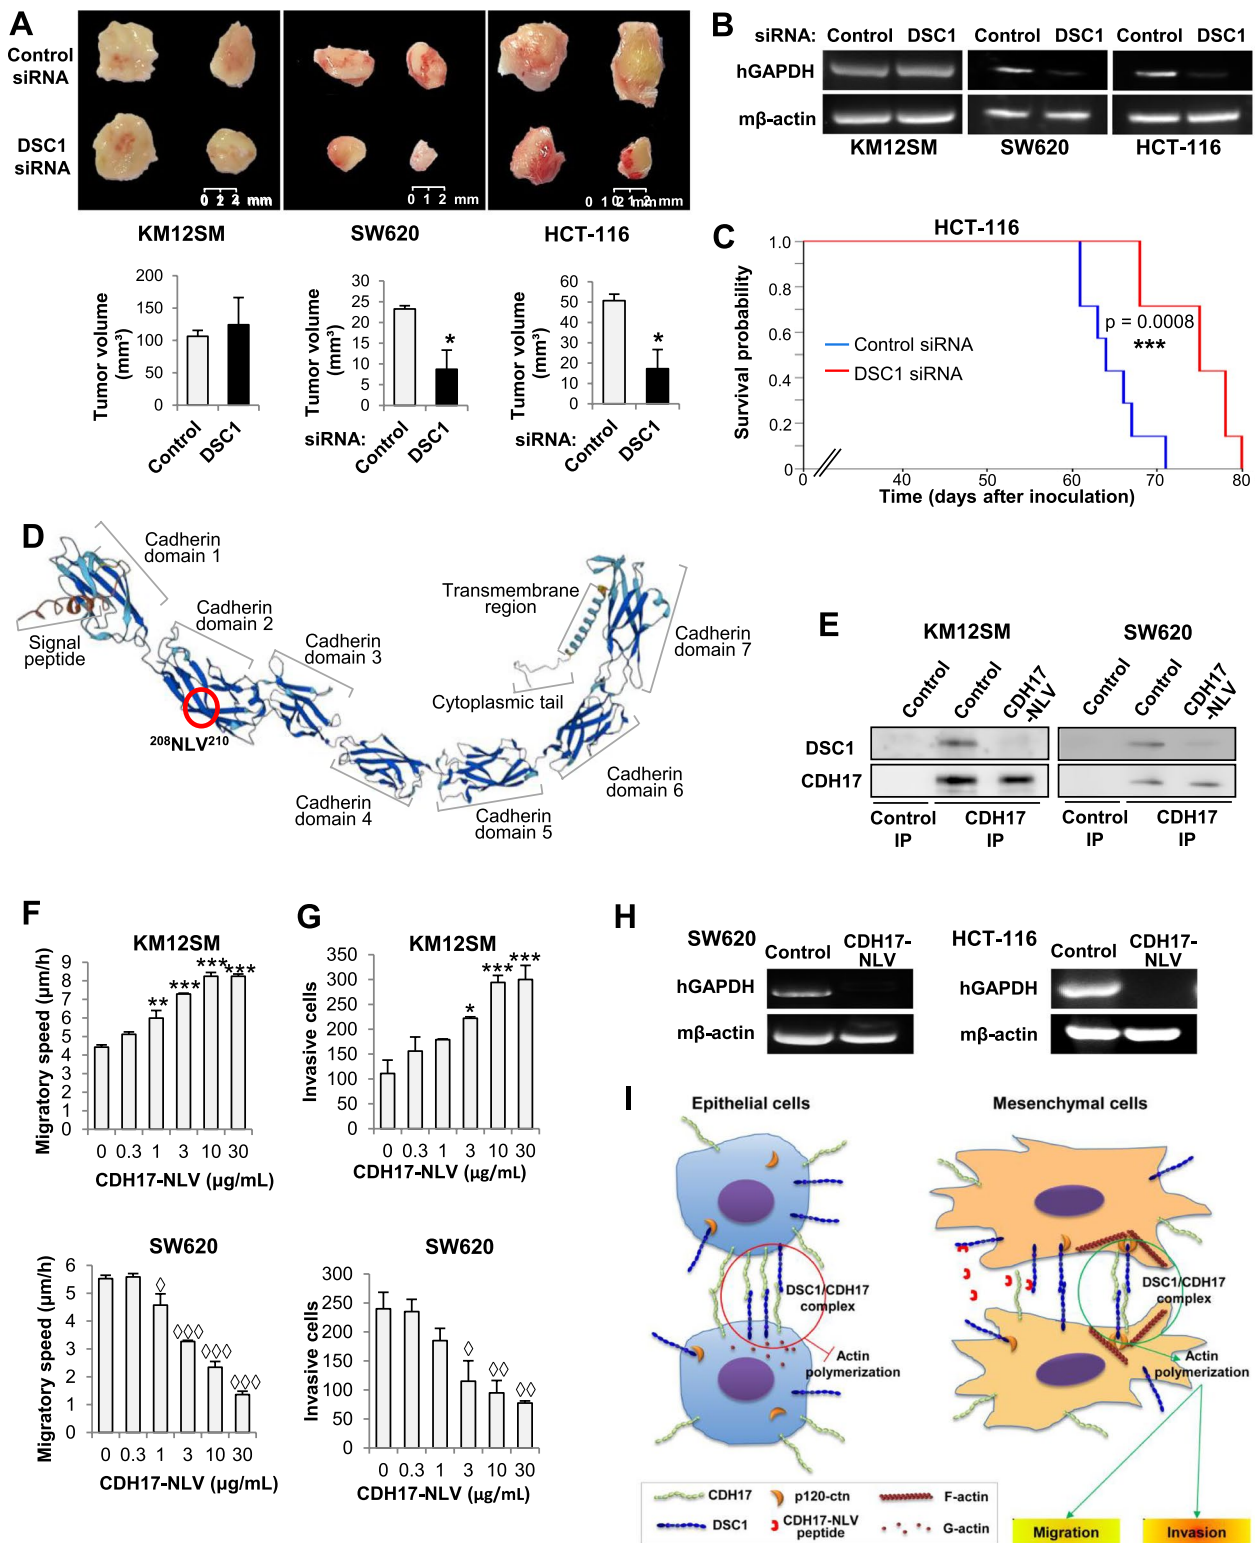 A
Control
siRNA
DSC1
siRNA
0 1 2 mm
KM12SM
SW620
HCT-116
Tumor volume
(mm³)
200
150
100
50
0
Control
DSC1
Tumor volume
(mm³)
30
25
20
15
10
5
0
*
siRNA:
Control
DSC1
Tumor volume
(mm³)
60
50
40
30
20
10
0
*
siRNA:
Control
DSC1
B
siRNA: Control DSC1 Control DSC1 Control DSC1
hGAPDH
mβ-actin
KM12SM SW620 HCT-116
C
HCT-116
Survival probability
1.0
0.8
0.6
0.4
0.2
0
p = 0.0008
***
Control siRNA
DSC1 siRNA
0 40 50 60 70 80
Time (days after inoculation)
D
Cadherin
domain 1
Cadherin
domain 2
Cadherin
domain 3
Signal
peptide
²⁰⁸NLV²¹⁰
Cadherin
domain 4
Cadherin
domain 5
Cadherin
domain 6
Cadherin
domain 7
Transmembrane
region
Cytoplasmic tail
E
KM12SM
SW620
Control
Control
CDH17
-NLV
Control
Control
CDH17
-NLV
DSC1
CDH17
Control
IP
CDH17
IP
Control
IP
CDH17
IP
F
KM12SM
Migratory speed (µm/h)
9
8
7
6
5
4
3
2
1
0
** *** *** ***
0 0.3 1 3 10 30
CDH17-NLV (µg/mL)
SW620
Migratory speed (µm/h)
6
5
4
3
2
1
0
◊ ◊◊◊ ◊◊◊ ◊◊◊
0 0.3 1 3 10 30
CDH17-NLV (µg/mL)
G
KM12SM
Invasive cells
350
300
250
200
150
100
50
0
* *** ***
0 0.3 1 3 10 30
CDH17-NLV (µg/mL)
SW620
Invasive cells
300
250
200
150
100
50
0
◊ ◊◊ ◊◊
0 0.3 1 3 10 30
CDH17-NLV (µg/mL)
H
SW620
Control
CDH17-
NLV
hGAPDH
mβ-actin
HCT-116
Control
CDH17-
NLV
hGAPDH
mβ-actin
I
Epithelial cells
Mesenchymal cells
DSC1/CDH17
complex
Actin
polymerization
DSC1/CDH17
complex
Actin
polymerization
CDH17
p120-ctn
F-actin
DSC1
CDH17-NLV
peptide
G-actin
Migration
Invasion